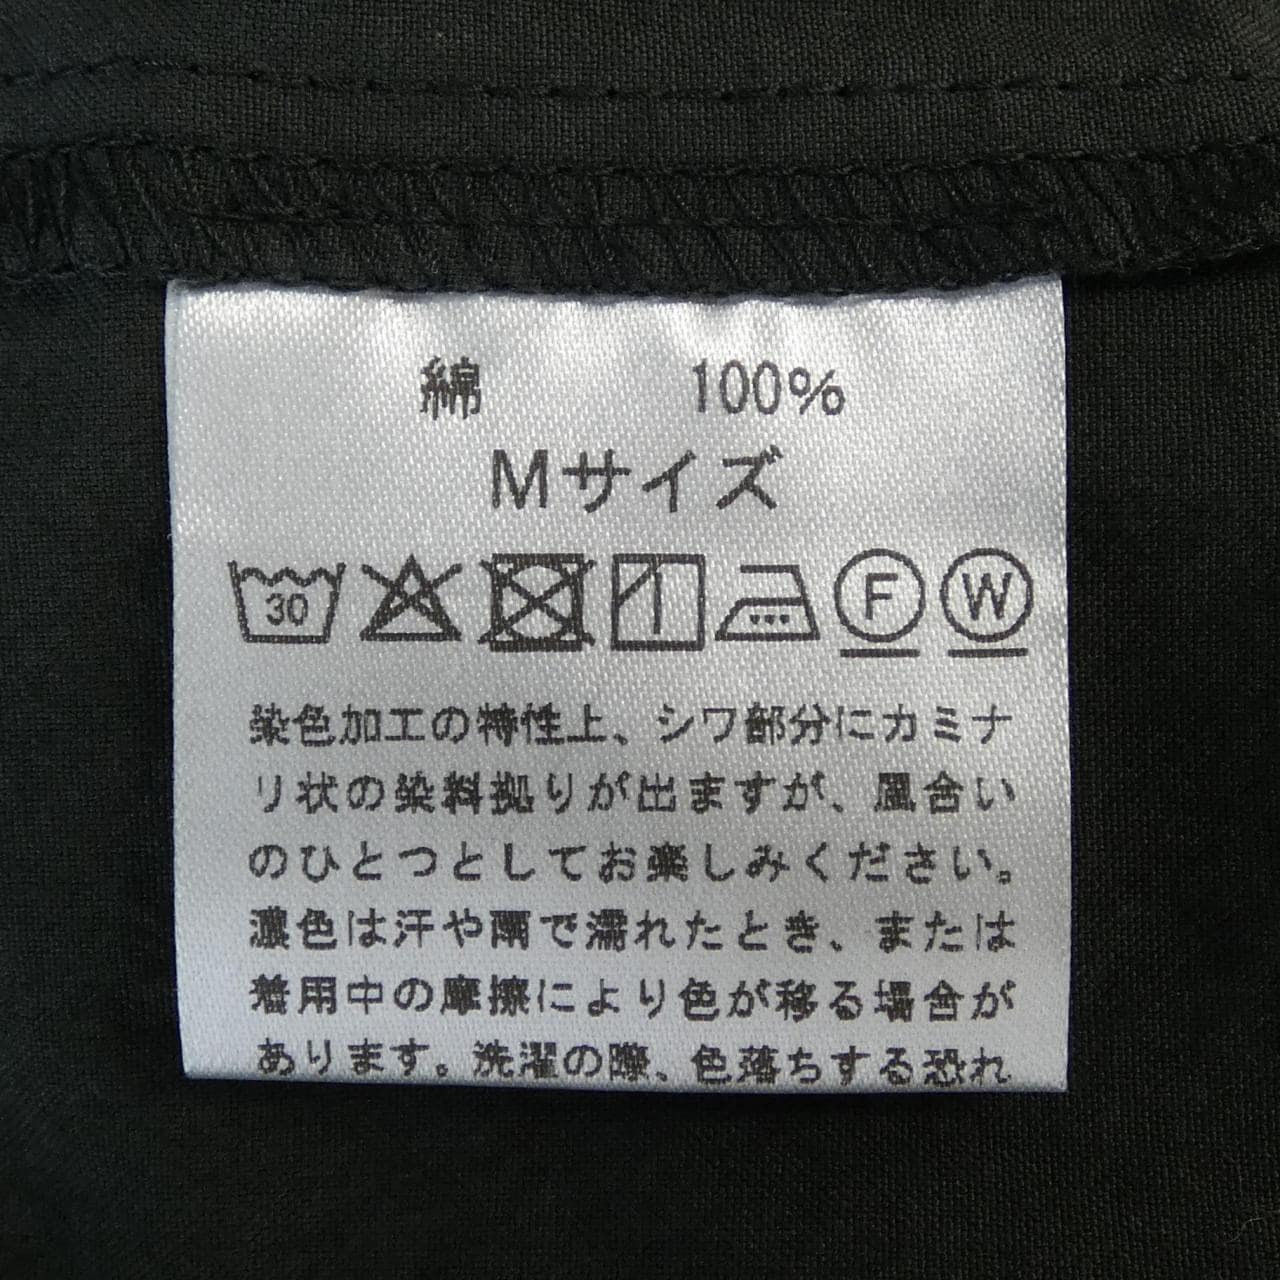 綿 100%
Mサイズ
30 F W
染色加工の特性上、シワ部分にカミナ
リ状の染料拠りが出ますが、風合い
のひとつとしてお楽しみください。
濃色は汗や雨で濡れたとき、または
着用中の摩擦により色が移る場合が
あります。洗濯の際、色落ちする恐れ